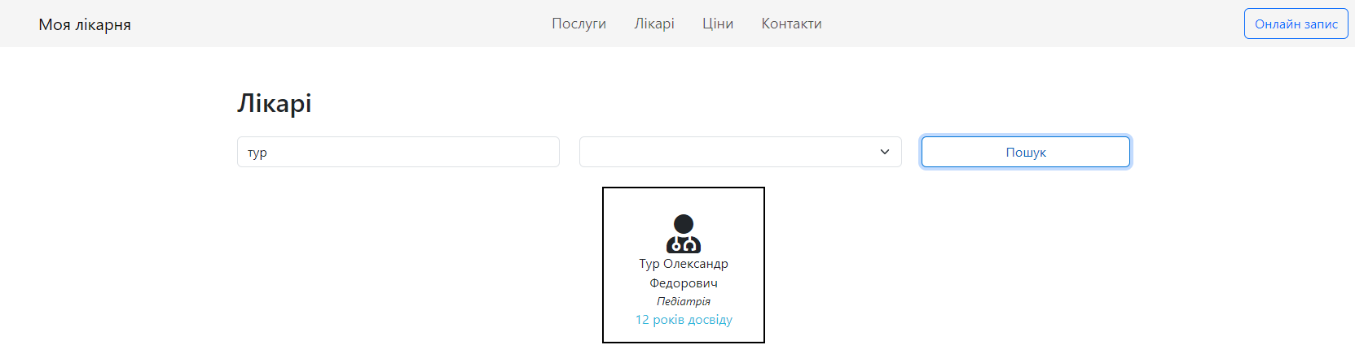 Моя лікарня
Послуги
Лікарі
Ціни
Контакти
Онлайн запис
Лікарі
тур
Пошук
Тур Олександр
Федорович
Педіатрія
12 років досвіду